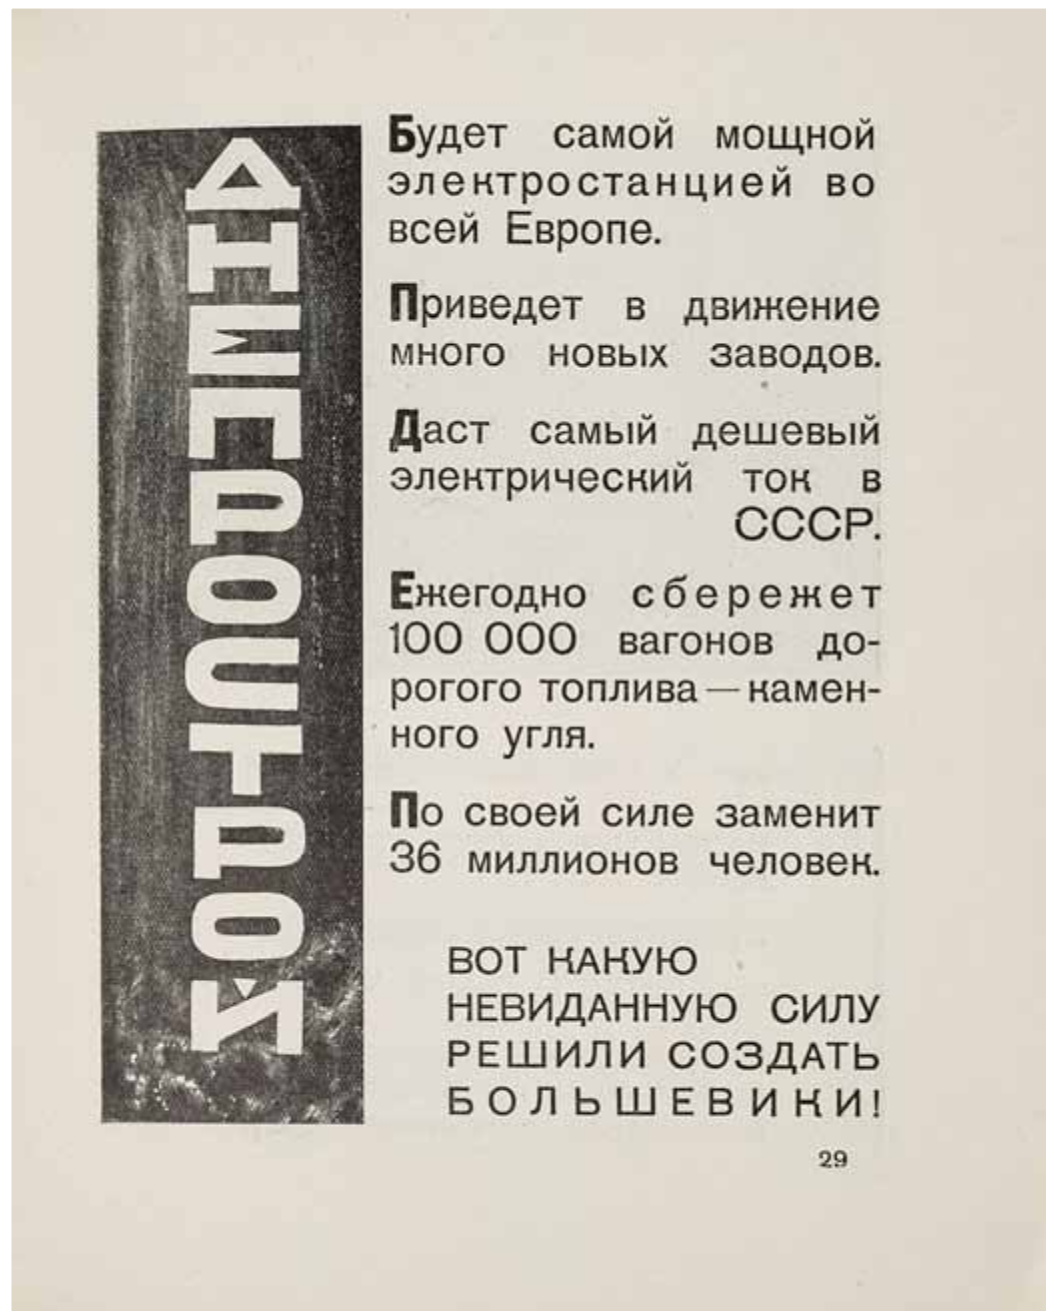 ДНЕПРОСТРОЙ
Будет самой мощной
электростанцией во
всей Европе.
Приведет в движение
много новых заводов.
Даст самый дешевый
электрический ток в
СССР.
Ежегодно сбережет
100 000 вагонов до-
рогого топлива — камен-
ного угля.
По своей силе заменит
36 миллионов человек.
ВОТ КАКУЮ
НЕВИДАННУЮ СИЛУ
РЕШИЛИ СОЗДАТЬ
БОЛЬШЕВИКИ!
29